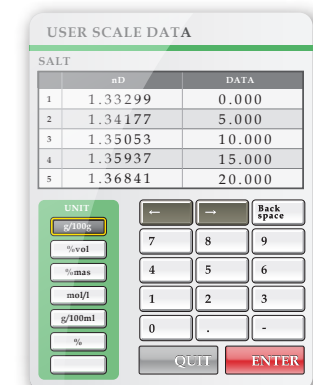 USER SCALE DATA
SALT
nD DATA
1 1.33299 0.000
2 1.34177 5.000
3 1.35053 10.000
4 1.35937 15.000
5 1.36841 20.000
UNIT
g/100g
%vol
%mas
mol/l
g/100ml
%
← → Back space
7 8 9
4 5 6
1 2 3
0 . -
QUIT ENTER